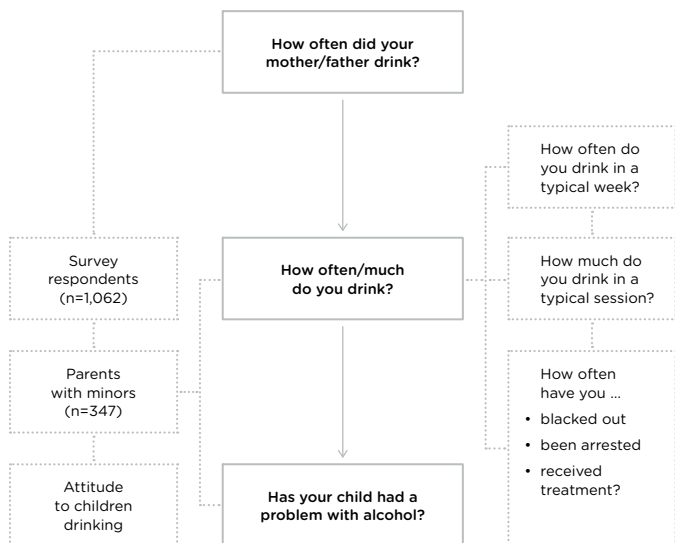 How often did your
mother/father drink?
How often do
you drink in a
typical week?
Survey
respondents
(n=1,062)
How often/much
do you drink?
How much do
you drink in a
typical session?
Parents
with minors
(n=347)
How often
have you ...
• blacked out
• been arrested
• received
treatment?
Attitude
to children
drinking
Has your child had a
problem with alcohol?